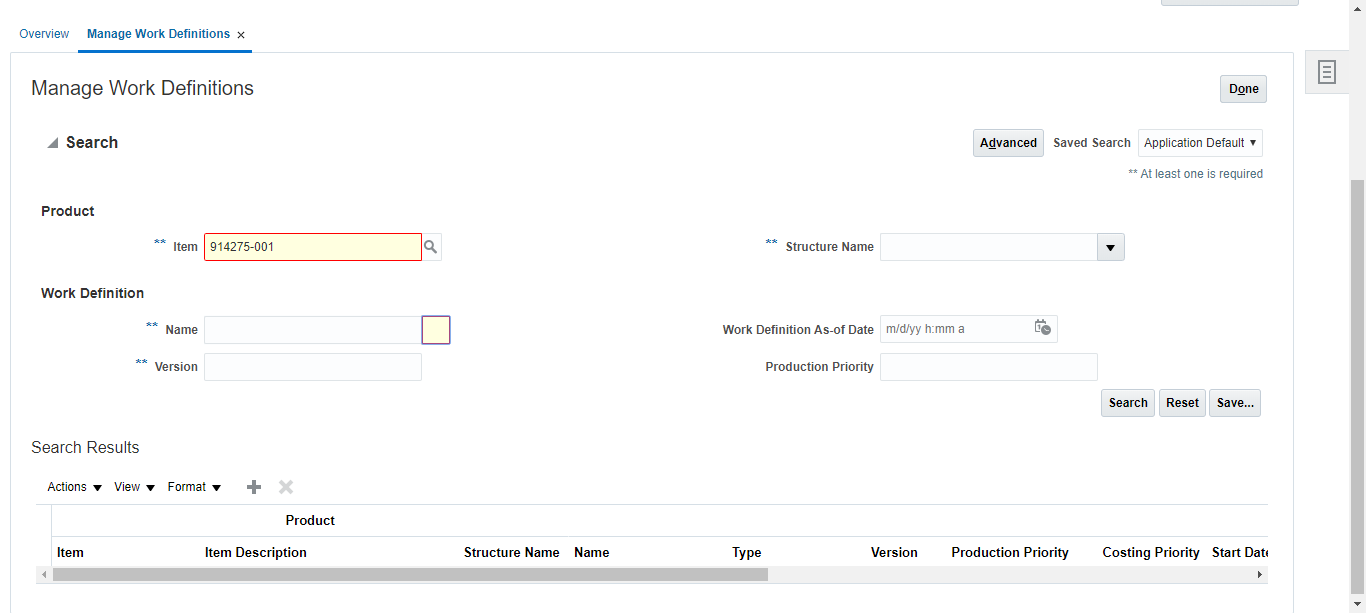 Overview Manage Work Definitions ×
Manage Work Definitions
Done
Search
Advanced Saved Search Application Default
** At least one is required
Product
** Item 914275-001
** Structure Name
Work Definition
** Name
Work Definition As-of Date m/d/yy h:mm a
** Version
Production Priority
Search Reset Save...
Search Results
Actions View Format
Product
Item Item Description Structure Name Name Type Version Production Priority Costing Priority Start Date